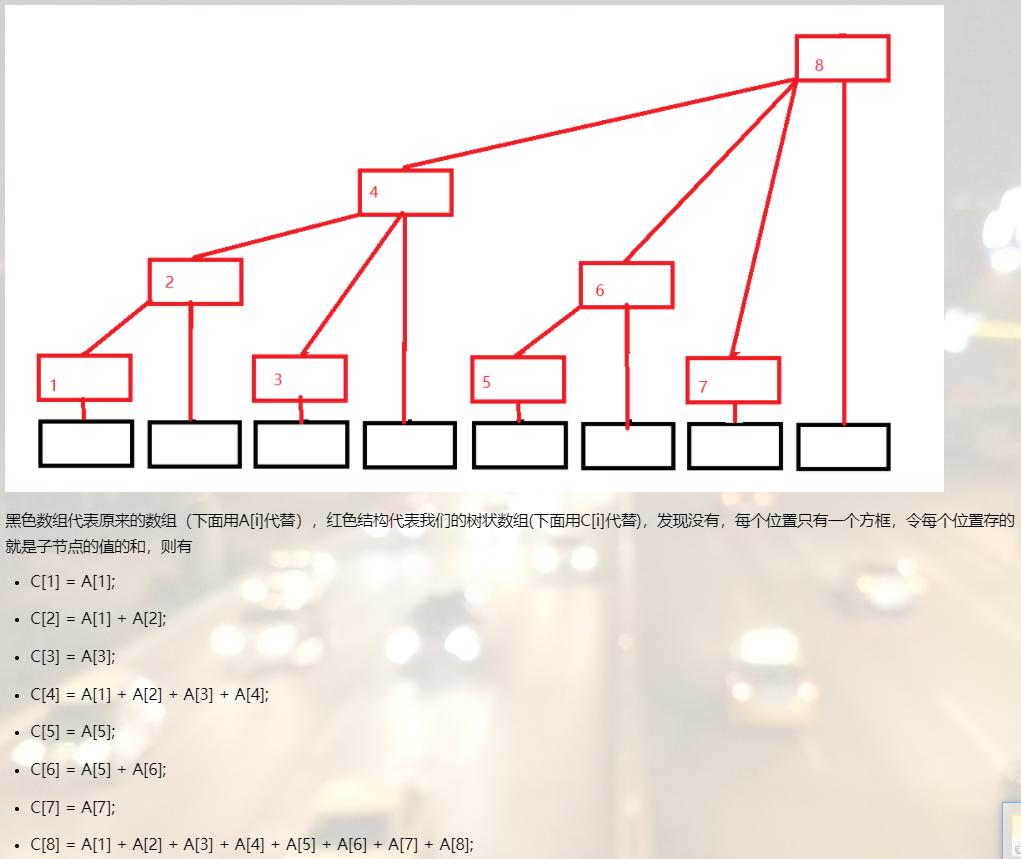 8
4
2
6
1
3
5
7
黑色数组代表原来的数组（下面用A[i]代替），红色结构代表我们的树状数组(下面用C[i]代替)，发现没有，每个位置只有一个方框，令每个位置存的
就是子节点的值的和，则有
• C[1] = A[1];
• C[2] = A[1] + A[2];
• C[3] = A[3];
• C[4] = A[1] + A[2] + A[3] + A[4];
• C[5] = A[5];
• C[6] = A[5] + A[6];
• C[7] = A[7];
• C[8] = A[1] + A[2] + A[3] + A[4] + A[5] + A[6] + A[7] + A[8];